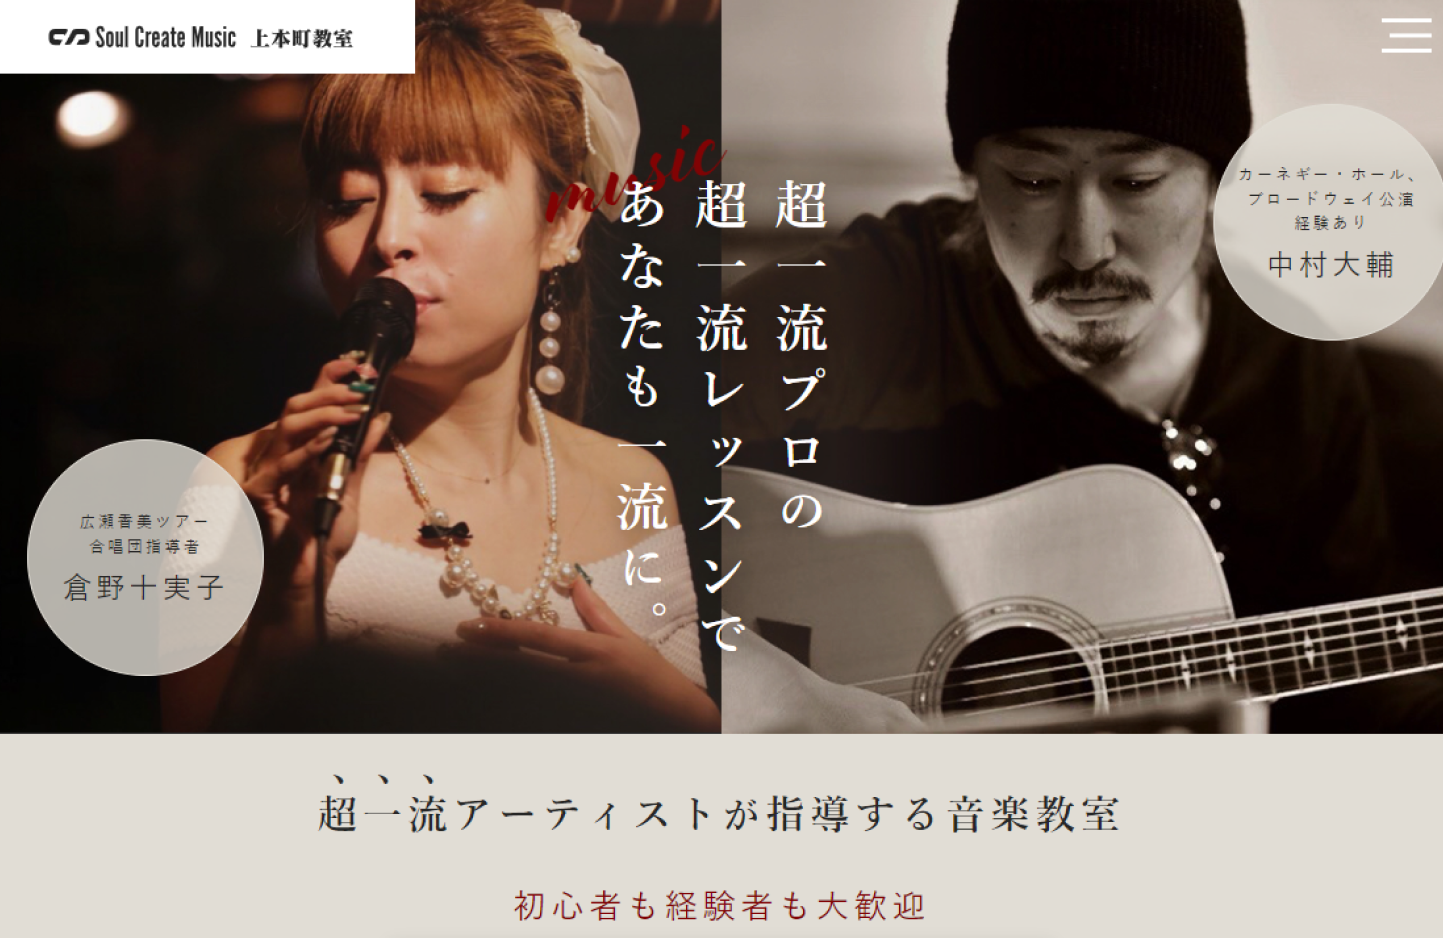 Soul Create Music 上本町教室
music
超一流プロの
超一流レッスンで
あなたも一流に。
カーネギー・ホール、
ブロードウェイ公演
経験あり
中村大輔
広瀬香美ツアー
合唱団指導者
倉野十実子
超一流アーティストが指導する音楽教室
初心者も経験者も大歓迎